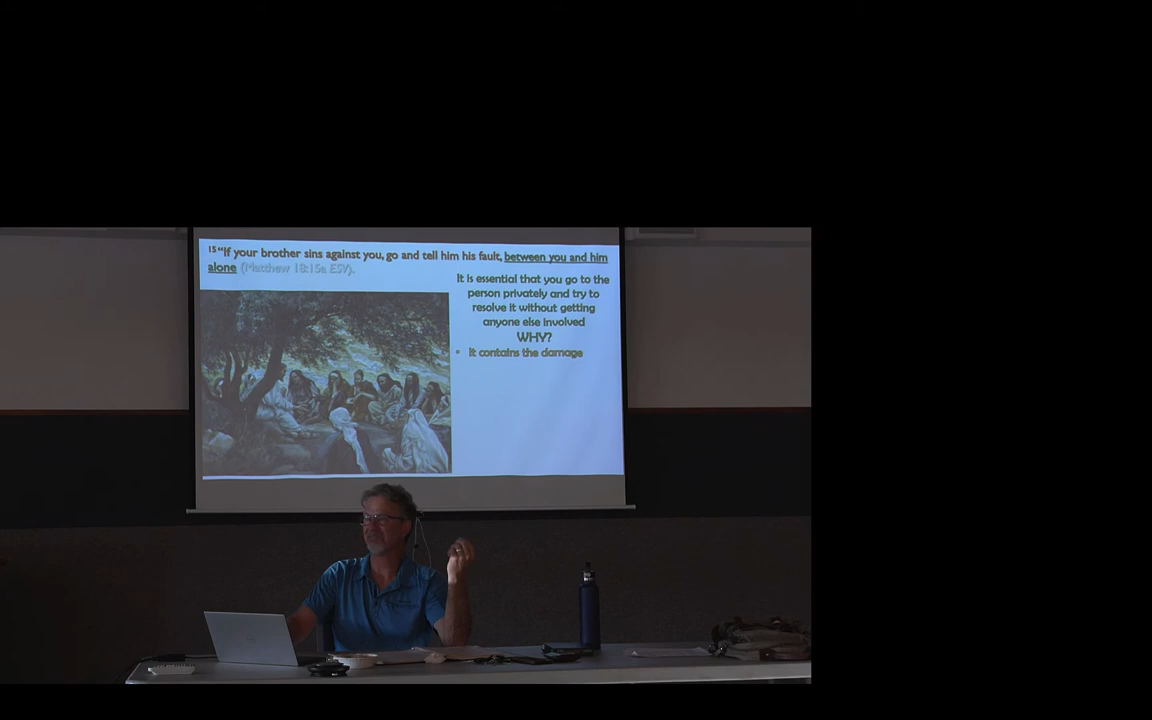 15 “If your brother sins against you, go and tell him his fault, between you and him
alone (Matthew 18:15a ESV).
It is essential that you go to the
person privately and try to
resolve it without getting
anyone else involved
WHY?
• It contains the damage